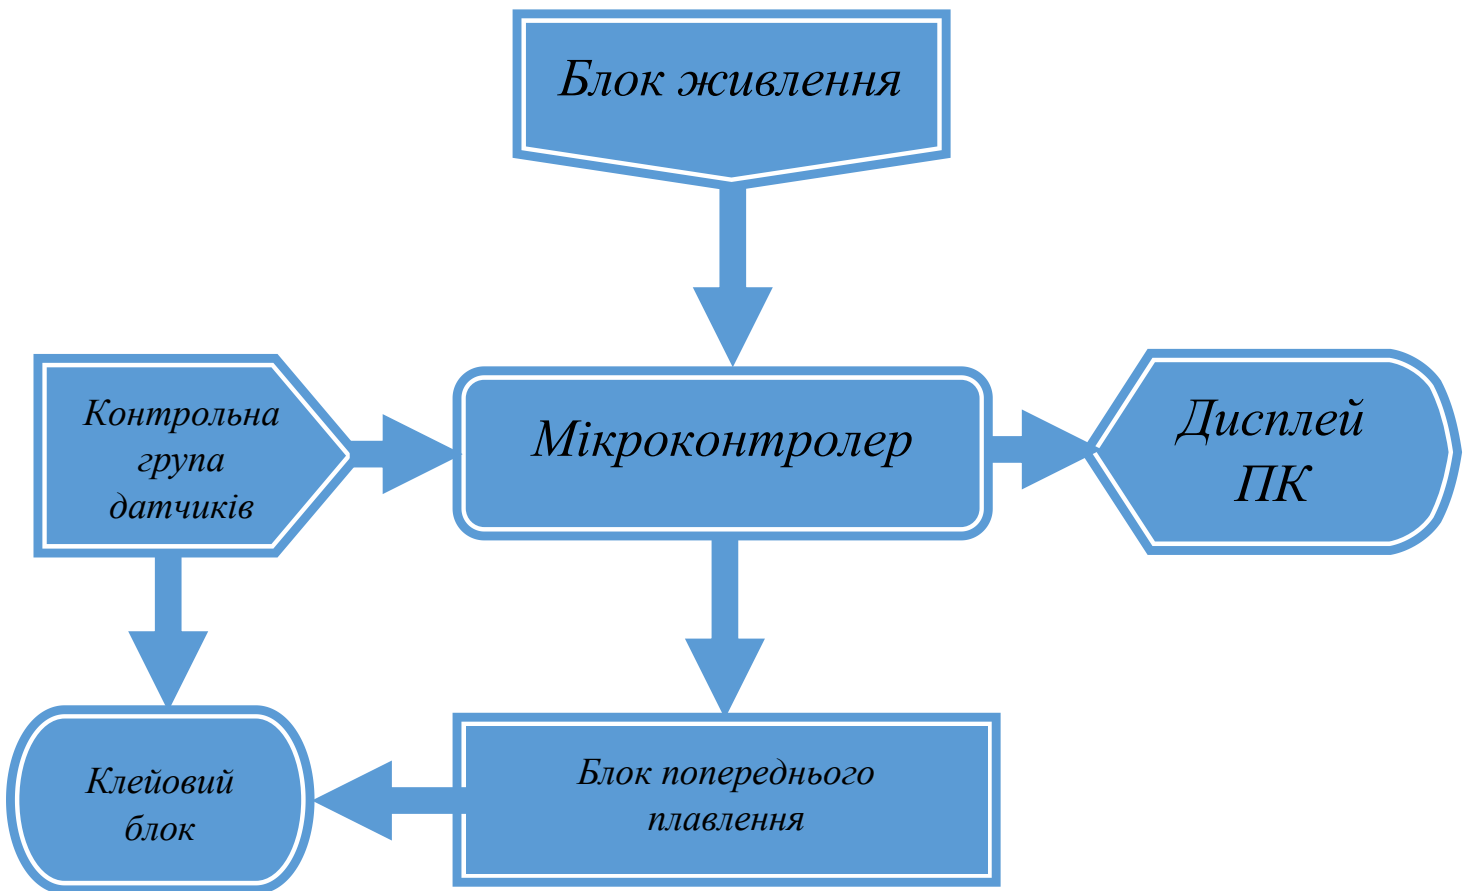 Блок живлення
Контрольна
група
датчиків
Мікроконтролер
Дисплей
ПК
Клейовий
блок
Блок попереднього
плавлення